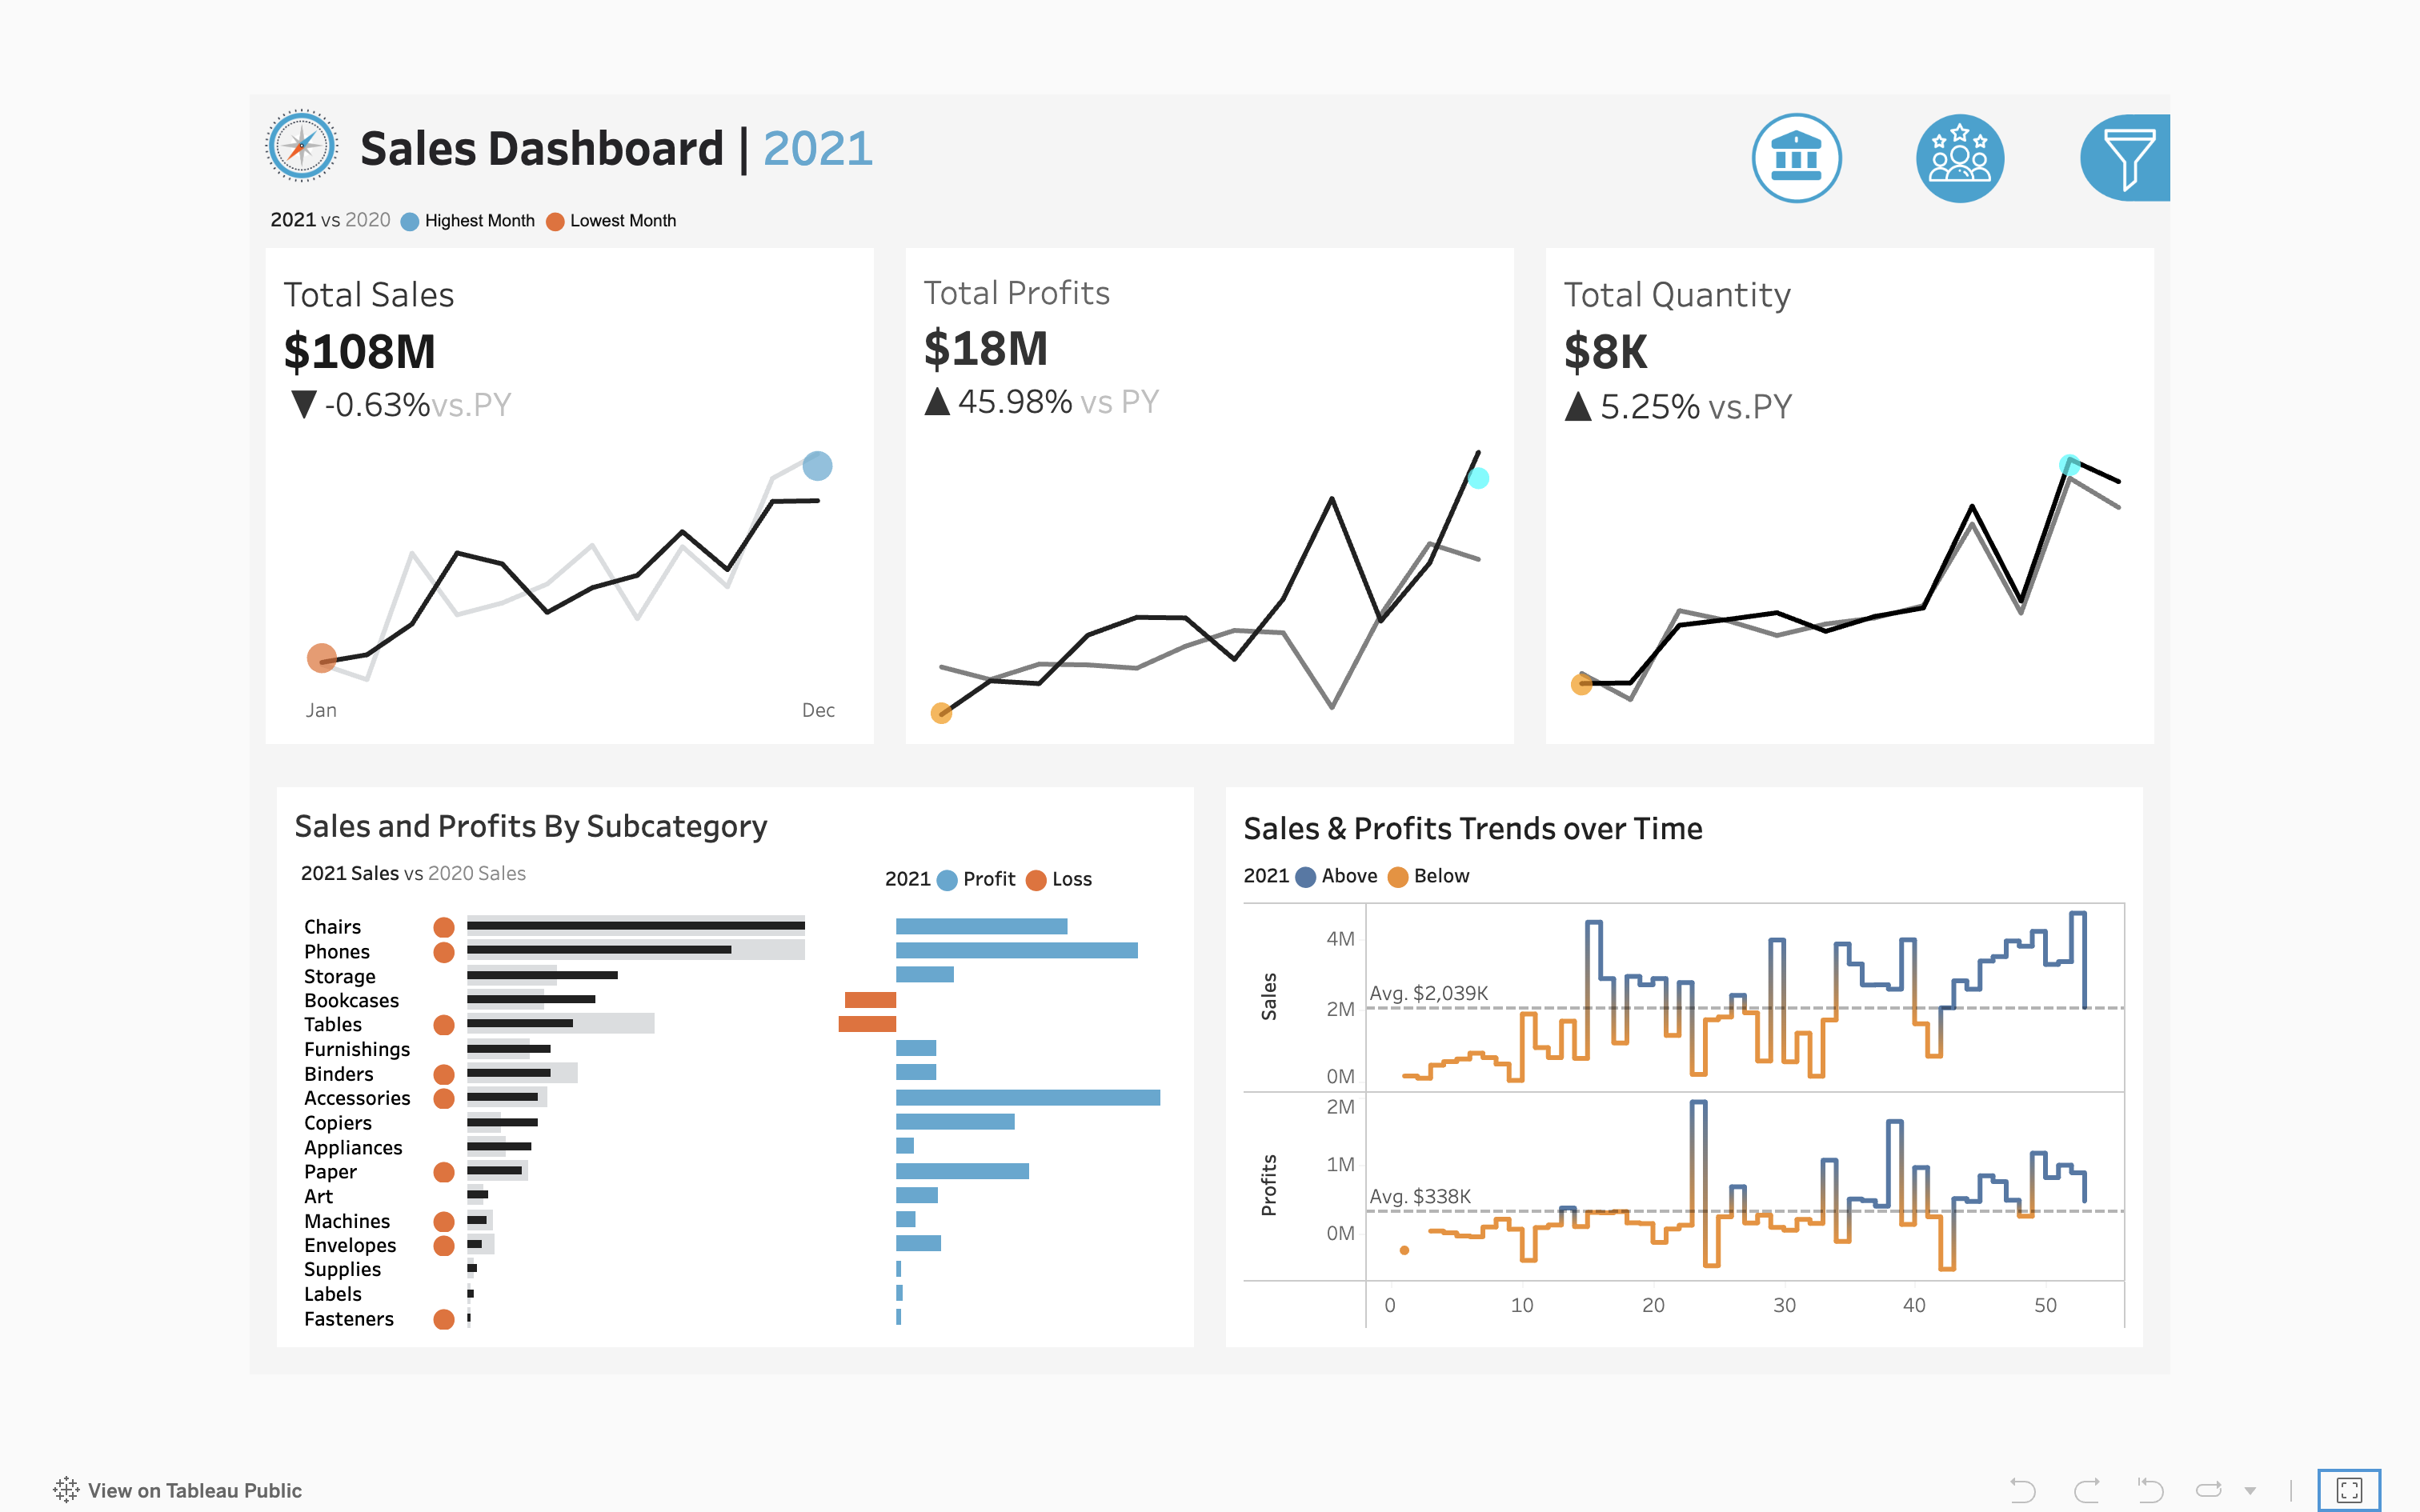 Sales Dashboard | 2021
2021 vs 2020 Highest Month Lowest Month
Total Sales
$108M
▼ -0.63%vs.PY
Jan Dec
Total Profits
$18M
▲ 45.98% vs PY
Total Quantity
$8K
▲ 5.25% vs.PY
Sales and Profits By Subcategory
2021 Sales vs 2020 Sales
2021 Profit Loss
Chairs
Phones
Storage
Bookcases
Tables
Furnishings
Binders
Accessories
Copiers
Appliances
Paper
Art
Machines
Envelopes
Supplies
Labels
Fasteners
Sales & Profits Trends over Time
2021 Above Below
Sales
4M
Avg. $2,039K
2M
0M
Profits
2M
1M
Avg. $338K
0M
0 10 20 30 40 50
View on Tableau Public